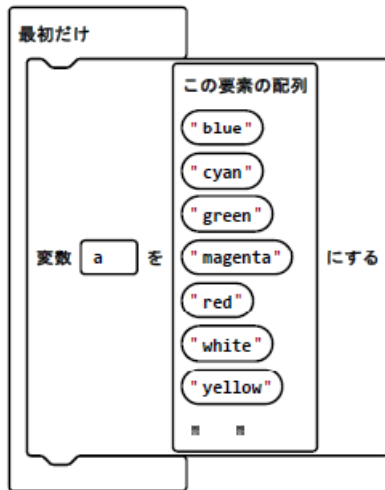 最初だけ
この要素の配列
"blue"
"cyan"
"green"
変数 a を "magenta" にする
"red"
"white"
"yellow"